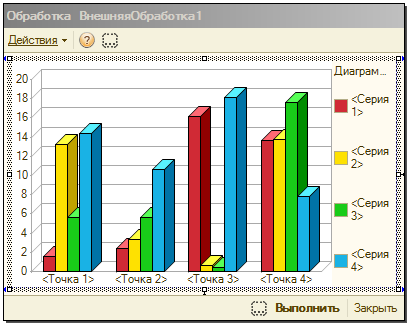 Обработка ВнешняяОбработка1
Действия
?
Диаграм...
20
18
16
14
12
10
8
6
4
2
0
<Точка 1> <Точка 2> <Точка 3> <Точка 4>
<Серия
1>
<Серия
2>
<Серия
3>
<Серия
4>
Выполнить Закрыть